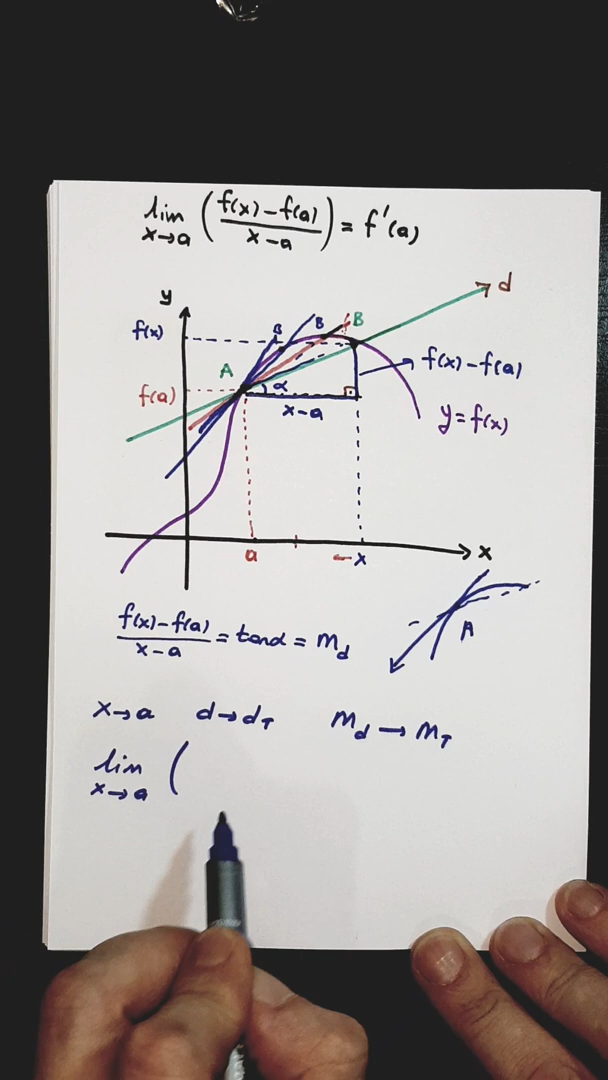 lim x→a ( f(x)-f(a) / x-a ) = f'(a)
y
d
f(x)
B B B
A
α
f(x)-f(a)
f(a)
x-a
y=f(x)
a ←x
x
f(x)-f(a) / x-a = tanα = m_d
A
x→a d→d_T m_d→m_T
lim x→a (